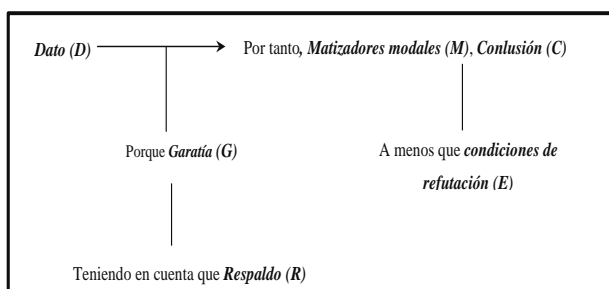 Dato (D)
Por tanto, Matizadores modales (M), Conlusión (C)
Porque Garatía (G)
A menos que condiciones de
refutación (E)
Teniendo en cuenta que Respaldo (R)